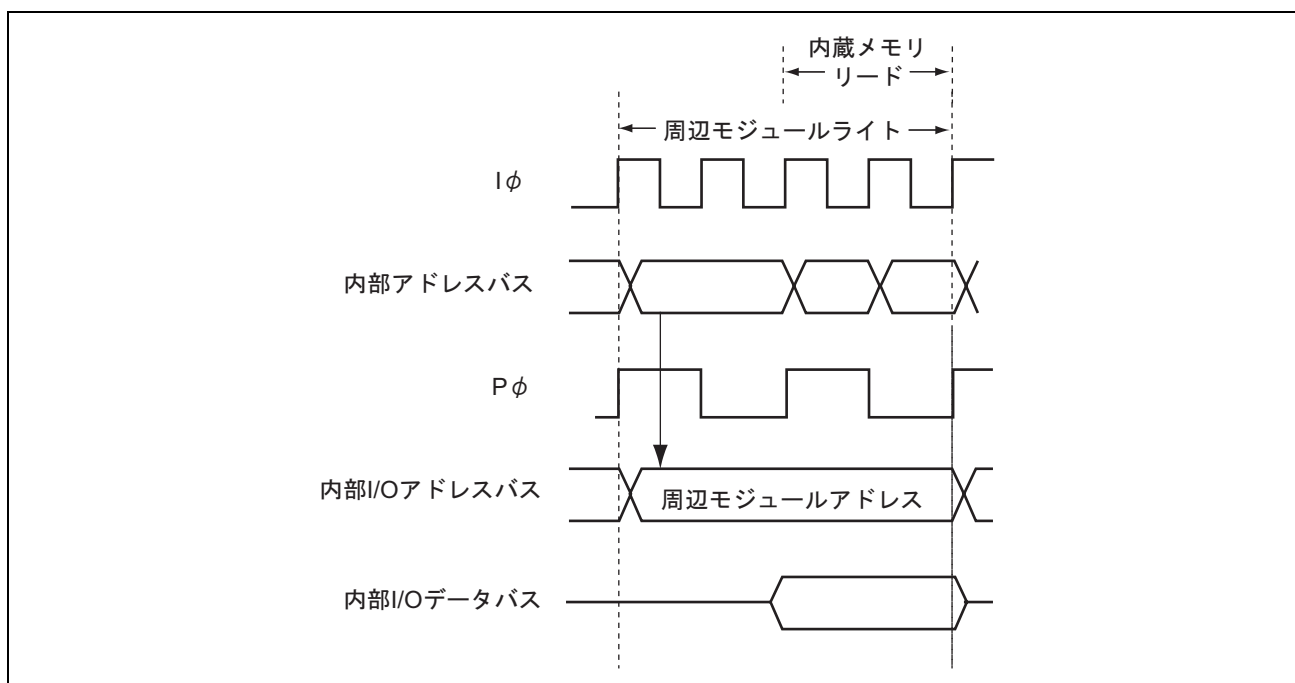 内蔵メモリ
リード
周辺モジュールライト
Iφ
内部アドレスバス
Pφ
内部I/Oアドレスバス
周辺モジュールアドレス
内部I/Oデータバス